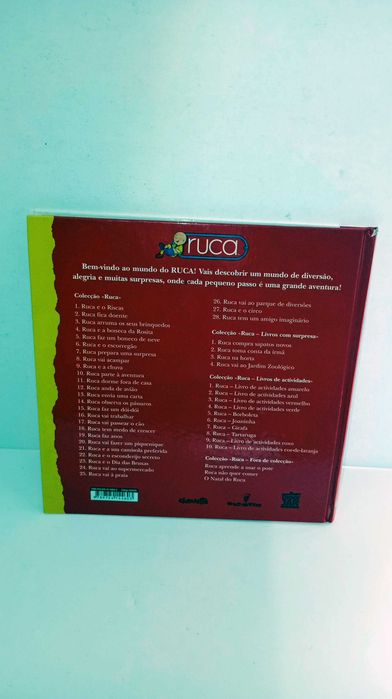 ruca
Bem-vindo ao mundo do RUCA! Vais descobrir um mundo de diversão,
alegria e muitas surpresas, onde cada pequeno passo é uma grande aventura!
Colecção «Ruca»
1. Ruca e o Riscas
2. Ruca fica doente
3. Ruca arruma os seus brinquedos
4. Ruca e a boneca da Rosita
5. Ruca faz um boneco de neve
6. Ruca e o escorregão
7. Ruca prepara uma surpresa
8. Ruca vai acampar
9. Ruca e a chuva
10. Ruca parte à aventura
11. Ruca dorme fora de casa
12. Ruca anda de avião
13. Ruca envia uma carta
14. Ruca observa os pássaros
15. Ruca faz um dói-dói
16. Ruca vai trabalhar
17. Ruca vai passear o cão
18. Ruca tem medo de crescer
19. Ruca faz anos
20. Ruca vai fazer um piquenique
21. Ruca e a sua camisola preferida
22. Ruca e o esconderijo secreto
23. Ruca e o Dia das Bruxas
24. Ruca vai ao supermercado
25. Ruca vai à praia
26. Ruca vai ao parque de diversões
27. Ruca e o circo
28. Ruca tem um amigo imaginário
Colecção «Ruca – Livros com surpresa»
1. Ruca compra sapatos novos
2. Ruca toma conta da irmã
3. Ruca na horta
4. Ruca vai ao Jardim Zoológico
Colecção «Ruca – Livros de actividades»
1. Ruca – Livro de actividades amarelo
2. Ruca – Livro de actividades azul
3. Ruca – Livro de actividades vermelho
4. Ruca – Livro de actividades verde
5. Ruca – Borboleta
6. Ruca – Joaninha
7. Ruca – Girafa
8. Ruca – Tartaruga
9. Ruca – Livro de actividades roxo
10. Ruca – Livro de actividades cor-de-laranja
Colecção «Ruca – Fora de colecção»
Ruca aprende a usar o pote
Ruca não quer comer
O Natal do Ruca